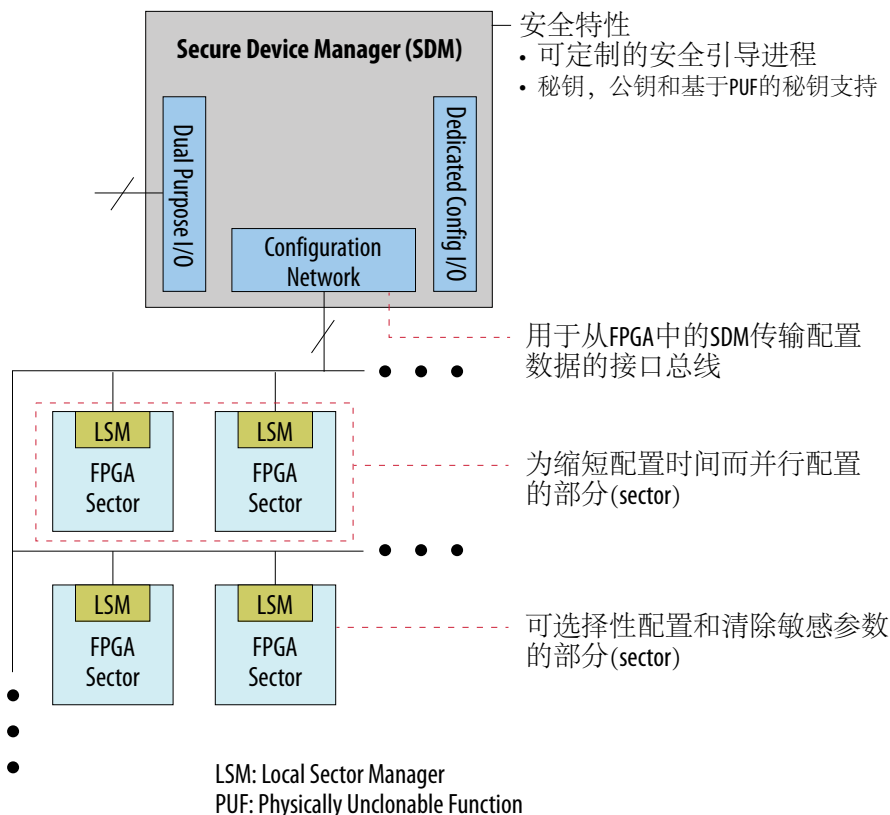 安全特性
Secure Device Manager (SDM)
• 可定制的安全引导进程
• 秘钥，公钥和基于PUF的秘钥支持
Dual Purpose I/O
Dedicated Config I/O
Configuration
Network
用于从FPGA中的SDM传输配置
数据的接口总线
LSM
FPGA
Sector
LSM
FPGA
Sector
为缩短配置时间而并行配置
的部分(sector)
LSM
FPGA
Sector
LSM
FPGA
Sector
可选择性配置和清除敏感参数
的部分(sector)
LSM: Local Sector Manager
PUF: Physically Unclonable Function